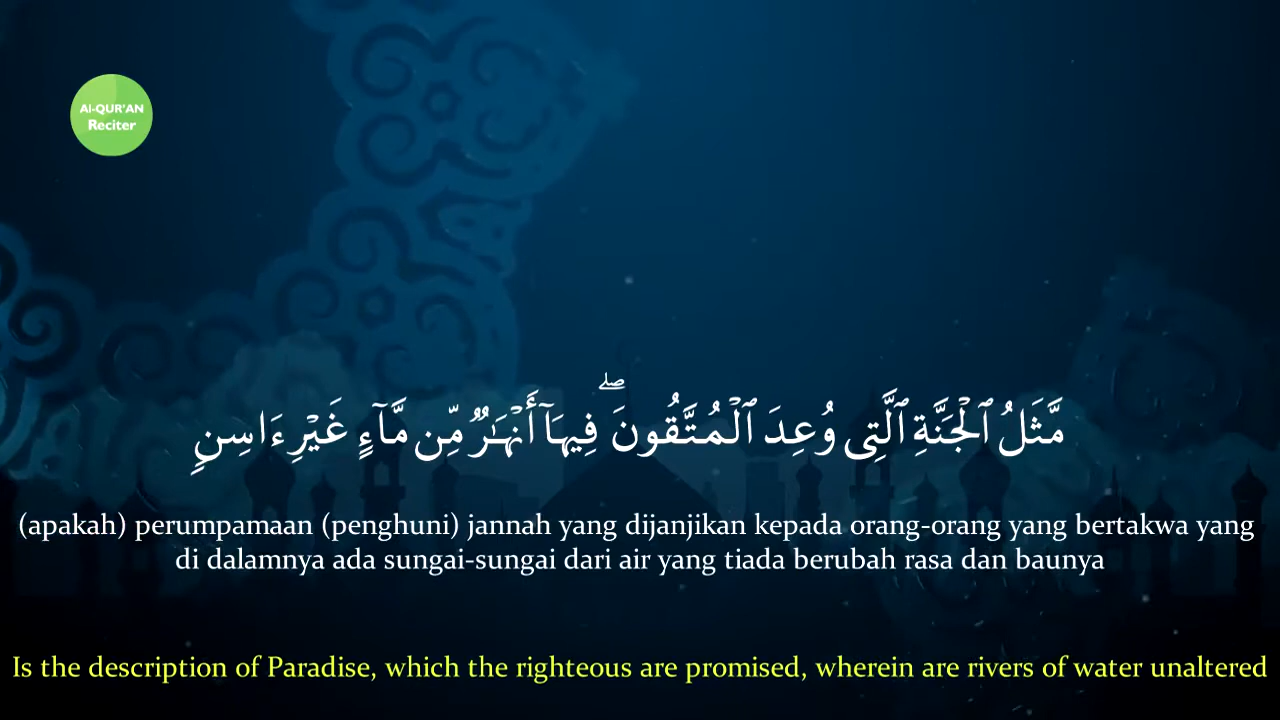 Al-QUR'AN
Reciter
مَّثَلُ ٱلْجَنَّةِ ٱلَّتِى وُعِدَ ٱلْمُتَّقُونَ ۖ فِيهَآ أَنْهَـٰرٌۭ مِّن مَّآءٍ غَيْرِ ءَاسِنٍۢ
(apakah) perumpamaan (penghuni) jannah yang dijanjikan kepada orang-orang yang bertakwa yang
di dalamnya ada sungai-sungai dari air yang tiada berubah rasa dan baunya
Is the description of Paradise, which the righteous are promised, wherein are rivers of water unaltered